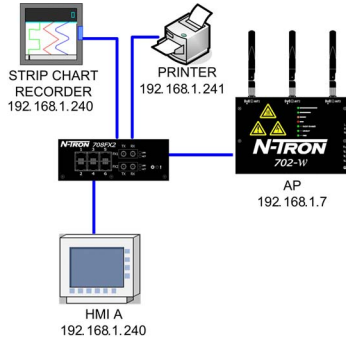 STRIP CHART
RECORDER
192.168.1.240
PRINTER
192.168.1.241
N-TRON 708FX2
N-TRON
702-W
AP
192.168.1.7
HMI A
192.168.1.240